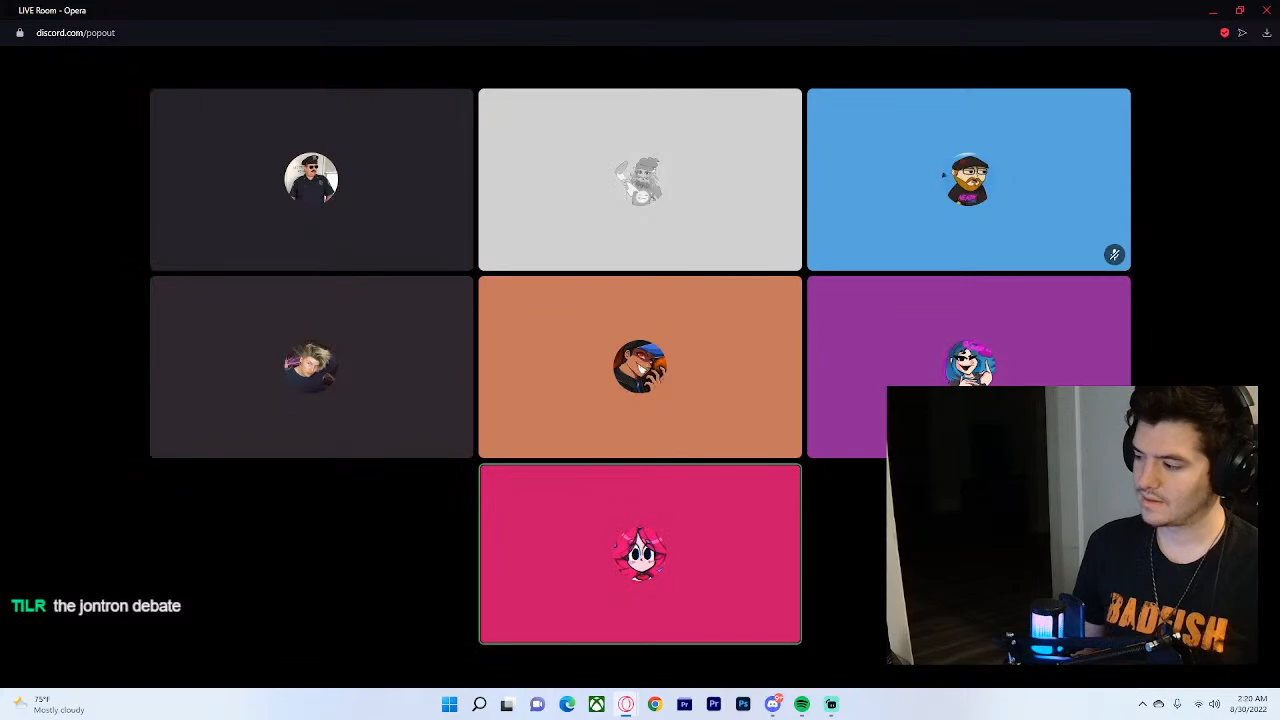 LIVE Room - Opera
discord.com/popout
TILR the jontron debate
BADFISH
75°F
Mostly cloudy
2:20 AM
8/30/2022